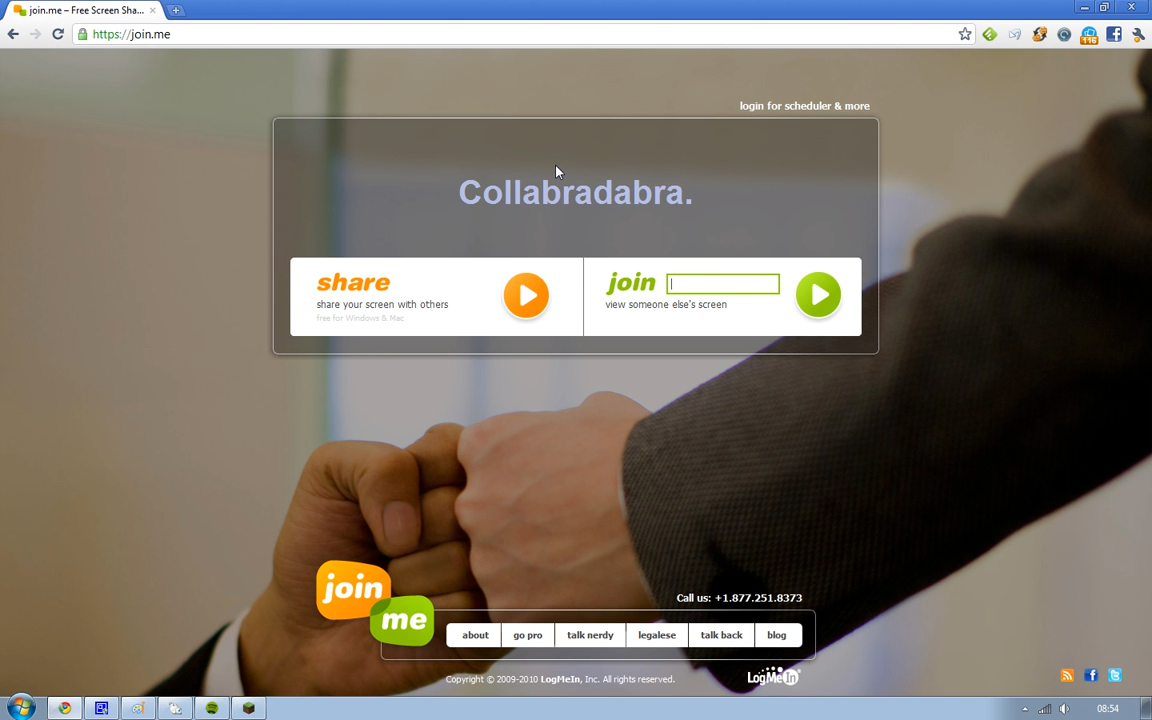 join.me – Free Screen Sha...
https://join.me
116
login for scheduler & more
Collabradabra.
share
share your screen with others
free for Windows & Mac
join
view someone else's screen
join
me
Call us: +1.877.251.8373
about
go pro
talk nerdy
legalese
talk back
blog
Copyright © 2009-2010 LogMeIn, Inc. All rights reserved.
LogMeIn
08:54